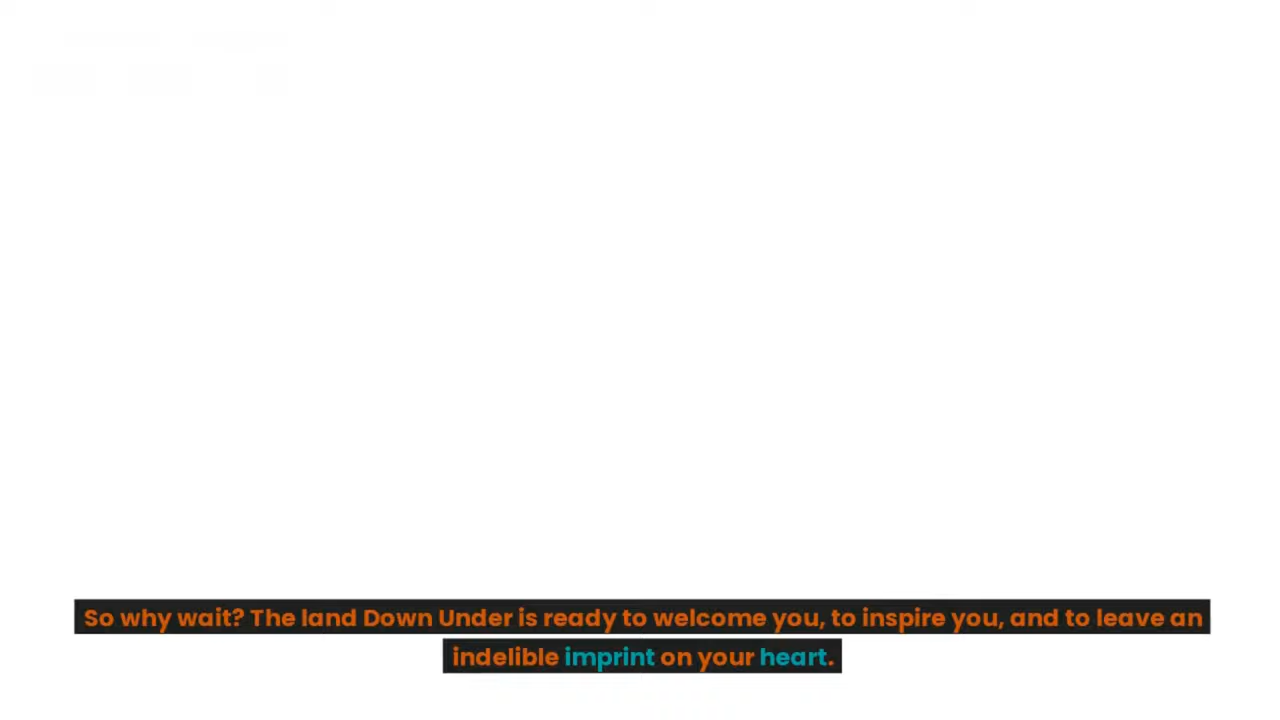 So why wait? The land Down Under is ready to welcome you, to inspire you, and to leave an
indelible imprint on your heart.